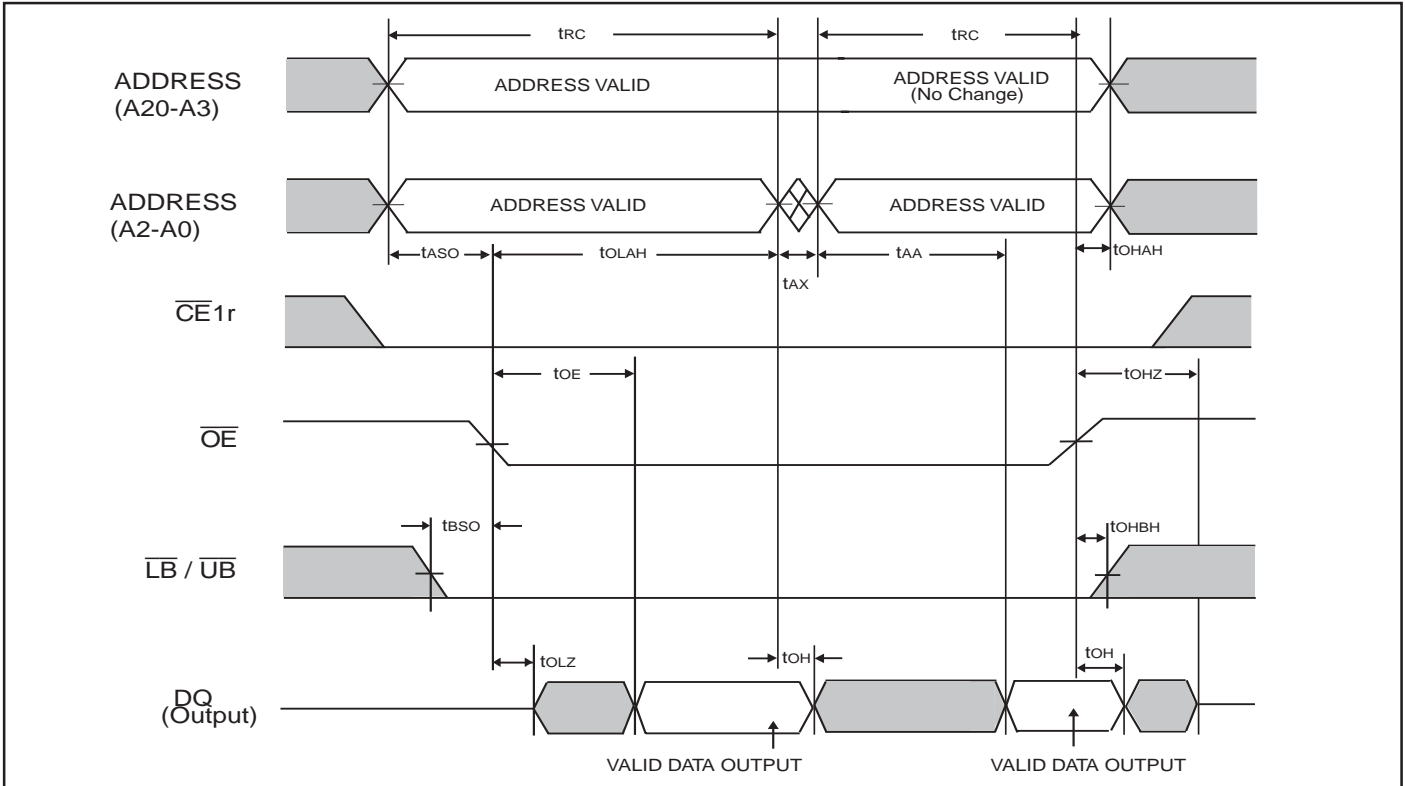 tRC tRC
ADDRESS
(A20-A3)
ADDRESS VALID
ADDRESS VALID
(No Change)
ADDRESS
(A2-A0)
ADDRESS VALID
ADDRESS VALID
tASO tOLAH tAX tAA tOHAH
CE1r
tOE tOHZ
OE
tBSO tOHBH
LB / UB
tOLZ tOH tOH
DQ
(Output)
VALID DATA OUTPUT VALID DATA OUTPUT